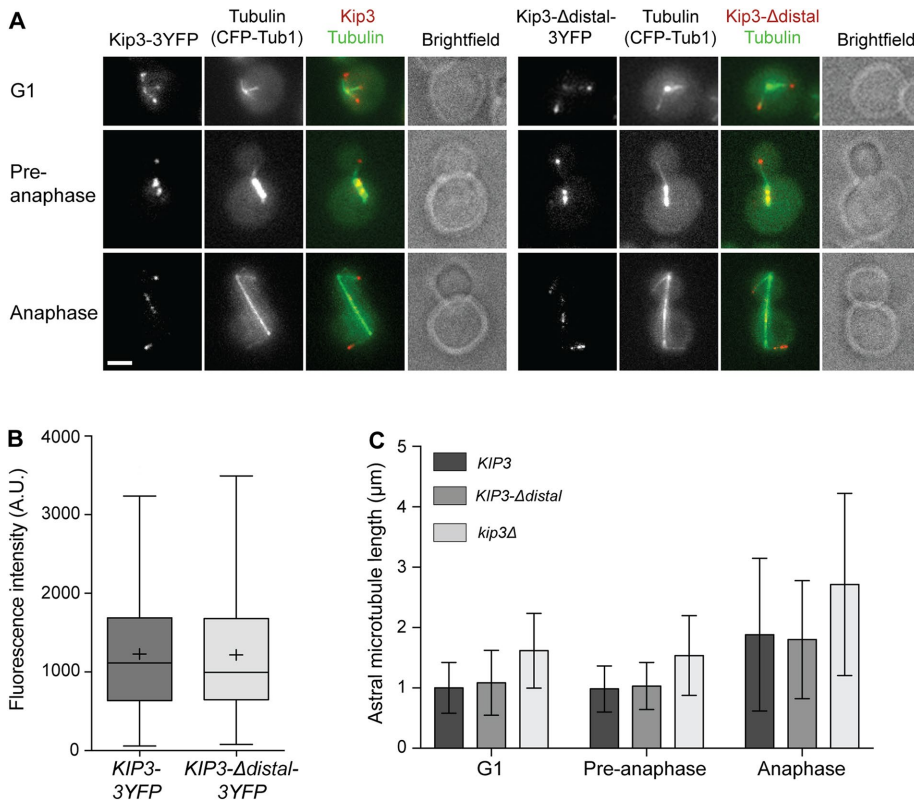 A
Kip3-3YFP
Tubulin
(CFP-Tub1)
Kip3
Tubulin
Brightfield
Kip3-Δdistal-
3YFP
Tubulin
(CFP-Tub1)
Kip3-Δdistal
Tubulin
Brightfield
G1
Pre-
anaphase
Anaphase
B
Fluorescence intensity (A.U.)
4000
3000
2000
1000
0
KIP3-
3YFP
KIP3-Δdistal-
3YFP
C
Astral microtubule length (µm)
5
4
3
2
1
0
KIP3
KIP3-Δdistal
kip3Δ
G1
Pre-anaphase
Anaphase